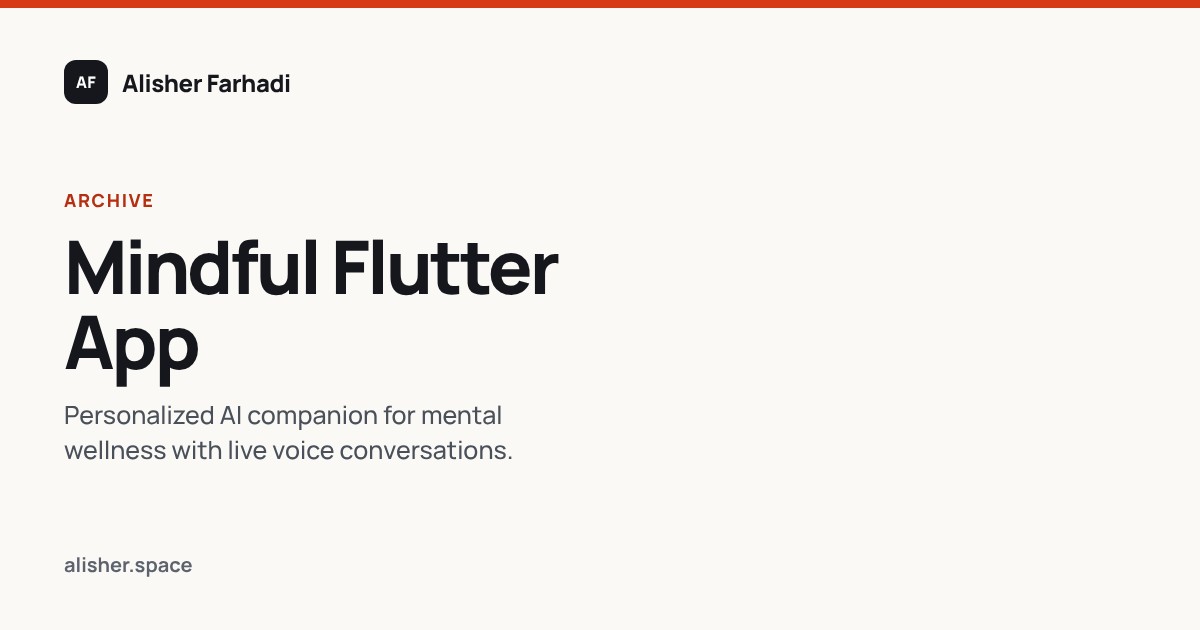 AF
Alisher Farhadi
ARCHIVE
Mindful Flutter
App
Personalized AI companion for mental
wellness with live voice conversations.
alisher.space